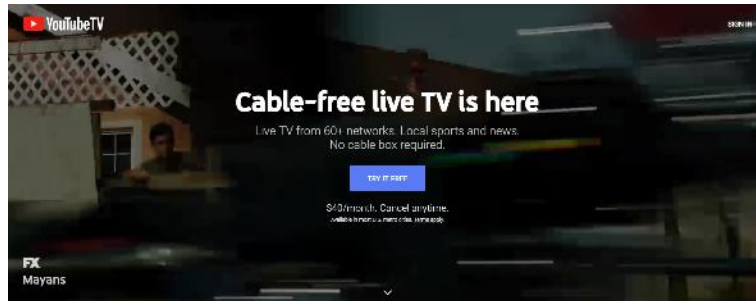 YouTubeTV
SIGN IN
Cable-free live TV is here
Live TV from 60+ networks. Local sports and news.
No cable box required.
TRY IT FREE
$40/month. Cancel anytime.
FX
Mayans